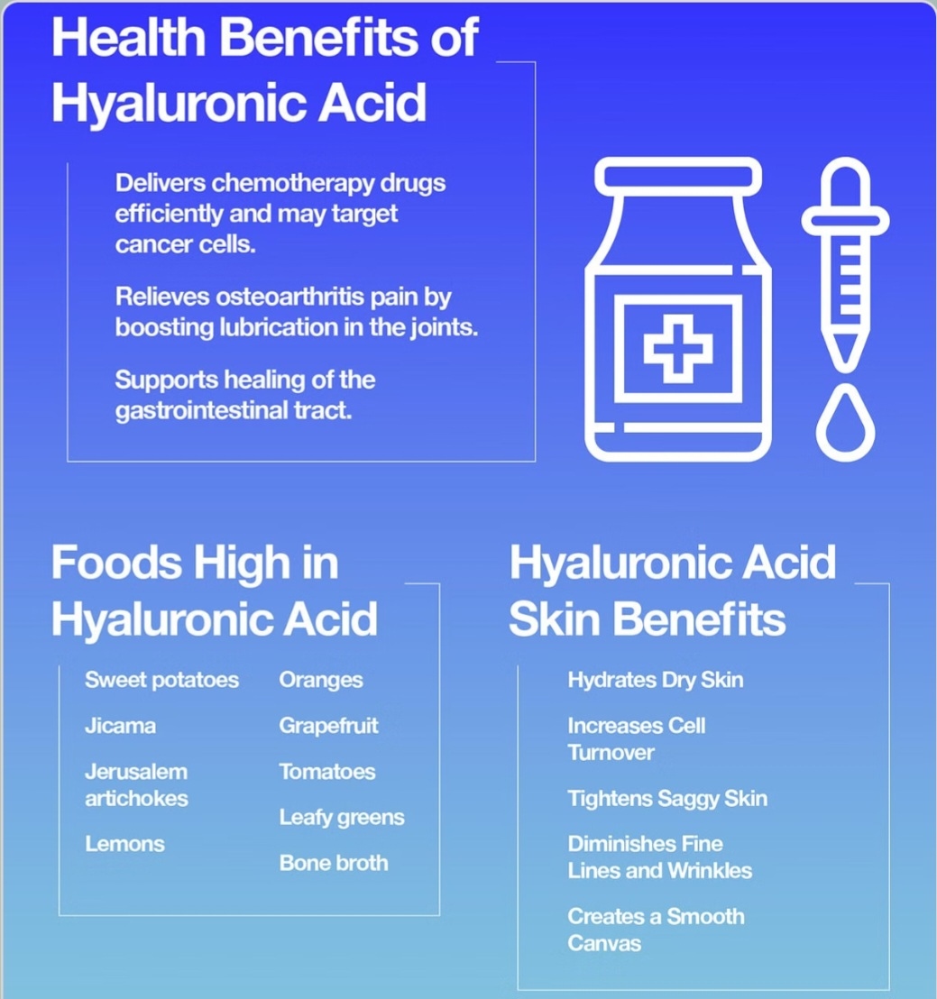 Health Benefits of
Hyaluronic Acid
Delivers chemotherapy drugs
efficiently and may target
cancer cells.
Relieves osteoarthritis pain by
boosting lubrication in the joints.
Supports healing of the
gastrointestinal tract.
Foods High in
Hyaluronic Acid
Sweet potatoes
Jicama
Jerusalem
artichokes
Lemons
Oranges
Grapefruit
Tomatoes
Leafy greens
Bone broth
Hyaluronic Acid
Skin Benefits
Hydrates Dry Skin
Increases Cell
Turnover
Tightens Saggy Skin
Diminishes Fine
Lines and Wrinkles
Creates a Smooth
Canvas